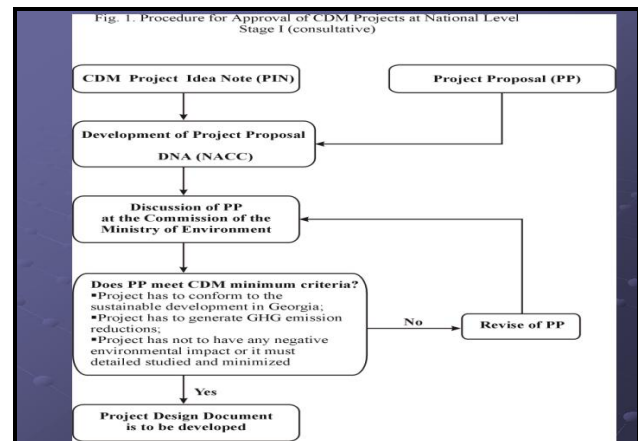 Fig. 1. Procedure for Approval of CDM Projects at National Level
Stage I (consultative)
CDM Project Idea Note (PIN)
Project Proposal (PP)
Development of Project Proposal
DNA (NACC)
Discussion of PP
at the Commission of the
Ministry of Environment
Does PP meet CDM minimum criteria?
▪Project has to conform to the
sustainable development in Georgia;
▪Project has to generate GHG emission
reductions;
▪Project has not to have any negative
environmental impact or it must
detailed studied and minimized
No
Revise of PP
Yes
Project Design Document
is to be developed